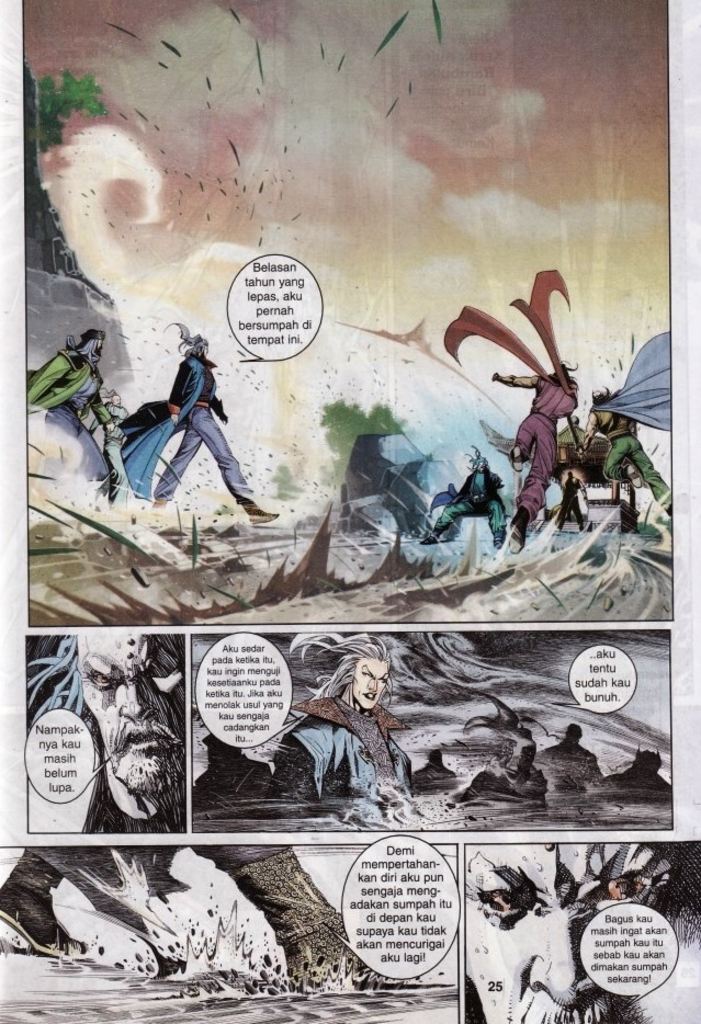 Belasan
tahun yang
lepas, aku
pernah
bersumpah di
tempat ini.
Nampak-
nya kau
masih
belum
lupa.
Aku sedar
pada ketika itu,
kau ingin menguji
kesetiaanku pada
ketika itu. Jika aku
menolak usul yang
kau sengaja
cadangkan
itu...
..aku
tentu
sudah kau
bunuh.
Demi
mempertahan-
kan diri aku pun
sengaja meng-
adakan sumpah itu
di depan kau
supaya kau tidak
akan mencurigai
aku lagi!
Bagus kau
masih ingat akan
sumpah kau itu
sebab kau akan
dimakan sumpah
sekarang!
25